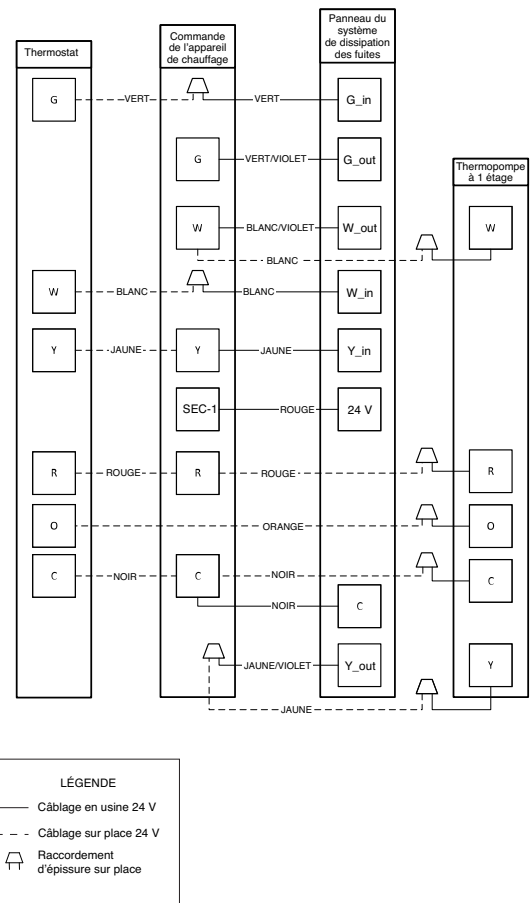 Thermostat
Commande
de l'appareil
de chauffage
Panneau du
système
de dissipation
des fuites
Thermopompe
à 1 étage
G
VERT
VERT
G_in
G
VERT/VIOLET
G_out
W
BLANC/VIOLET
W_out
W
BLANC
W
BLANC
BLANC
W_in
Y
JAUNE
Y
JAUNE
Y_in
SEC-1
ROUGE
24 V
R
ROUGE
R
ROUGE
R
O
ORANGE
O
C
NOIR
C
NOIR
C
NOIR
C
JAUNE/VIOLET
Y_out
Y
JAUNE
LÉGENDE
Câblage en usine 24 V
Câblage sur place 24 V
Raccordement
d'épissure sur place